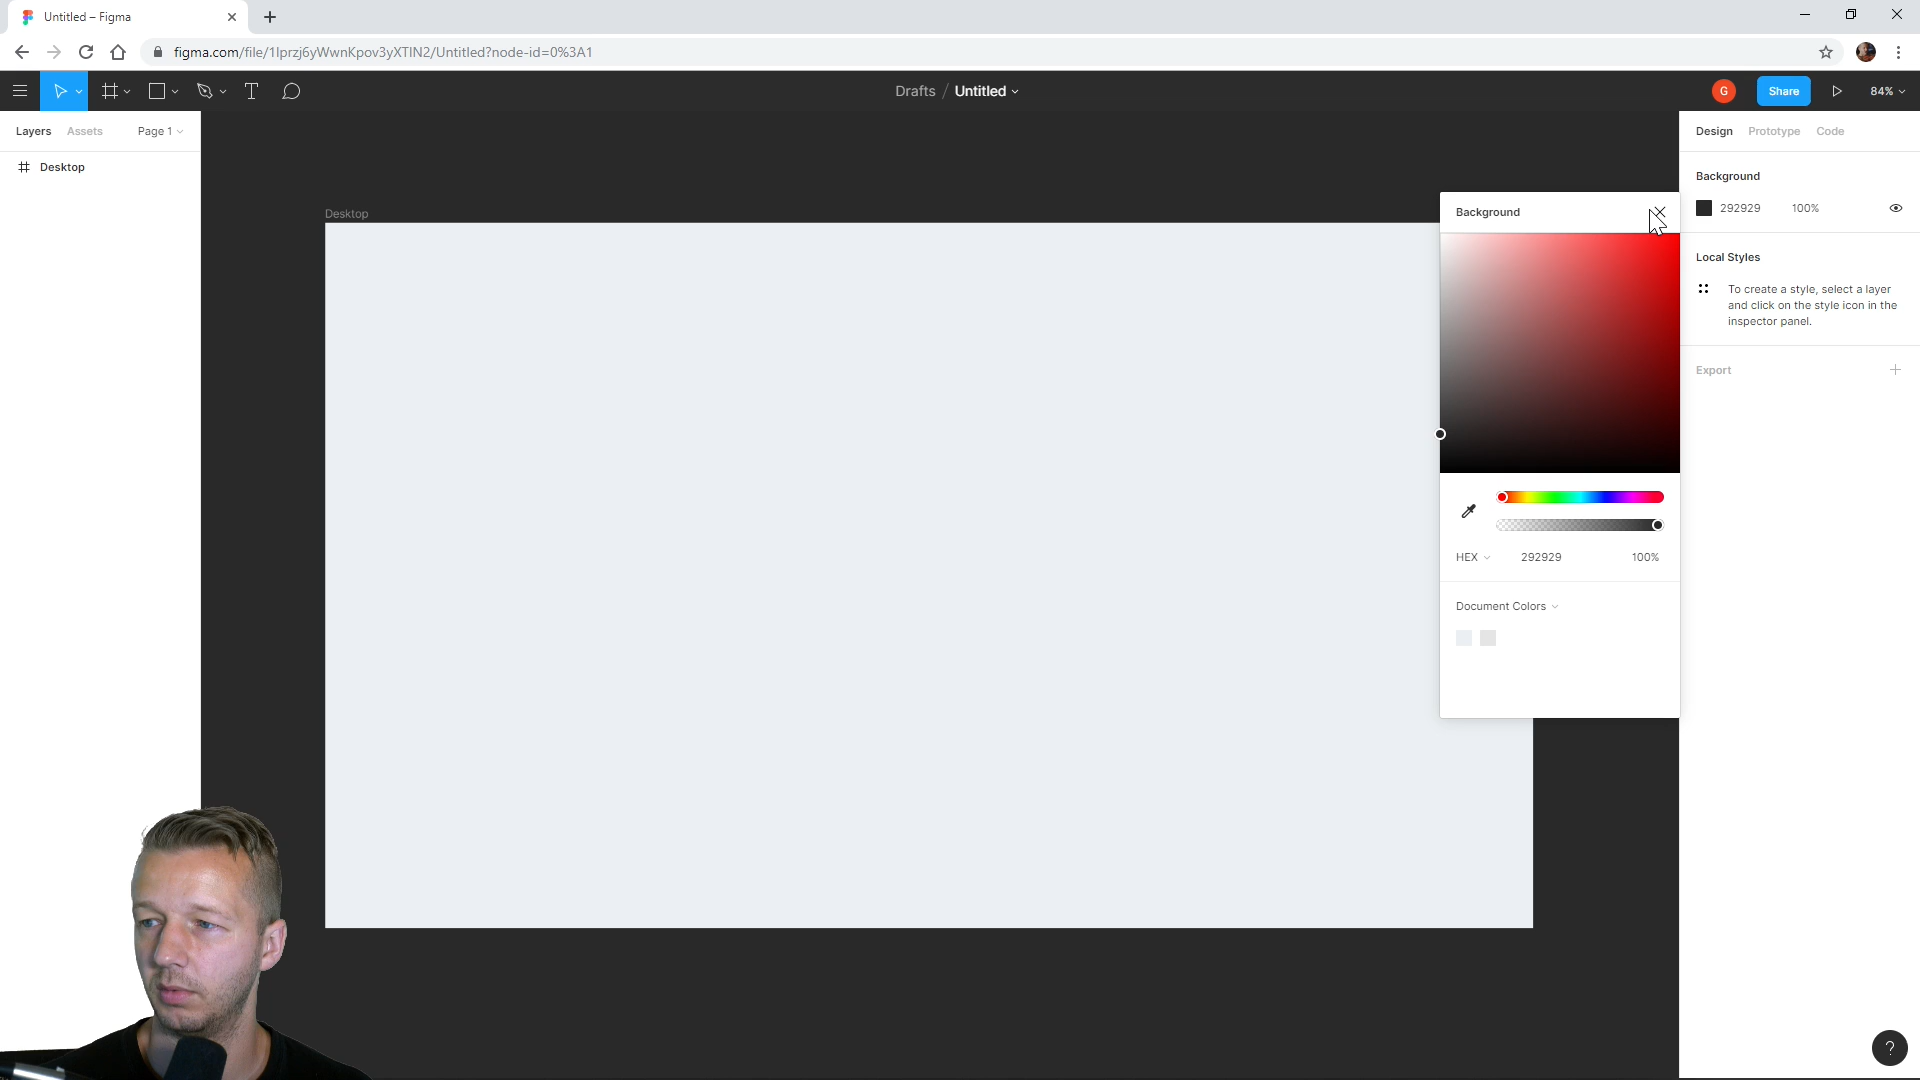 Untitled – Figma
figma.com/file/1Iprzj6yWwnKpov3yXTIN2/Untitled?node-id=0%3A1
Drafts / Untitled
G
Share
84%
Layers
Assets
Page 1
Desktop
Desktop
Background
HEX
292929
100%
Document Colors
Design
Prototype
Code
Background
292929
100%
Local Styles
To create a style, select a layer
and click on the style icon in the
inspector panel.
Export
?